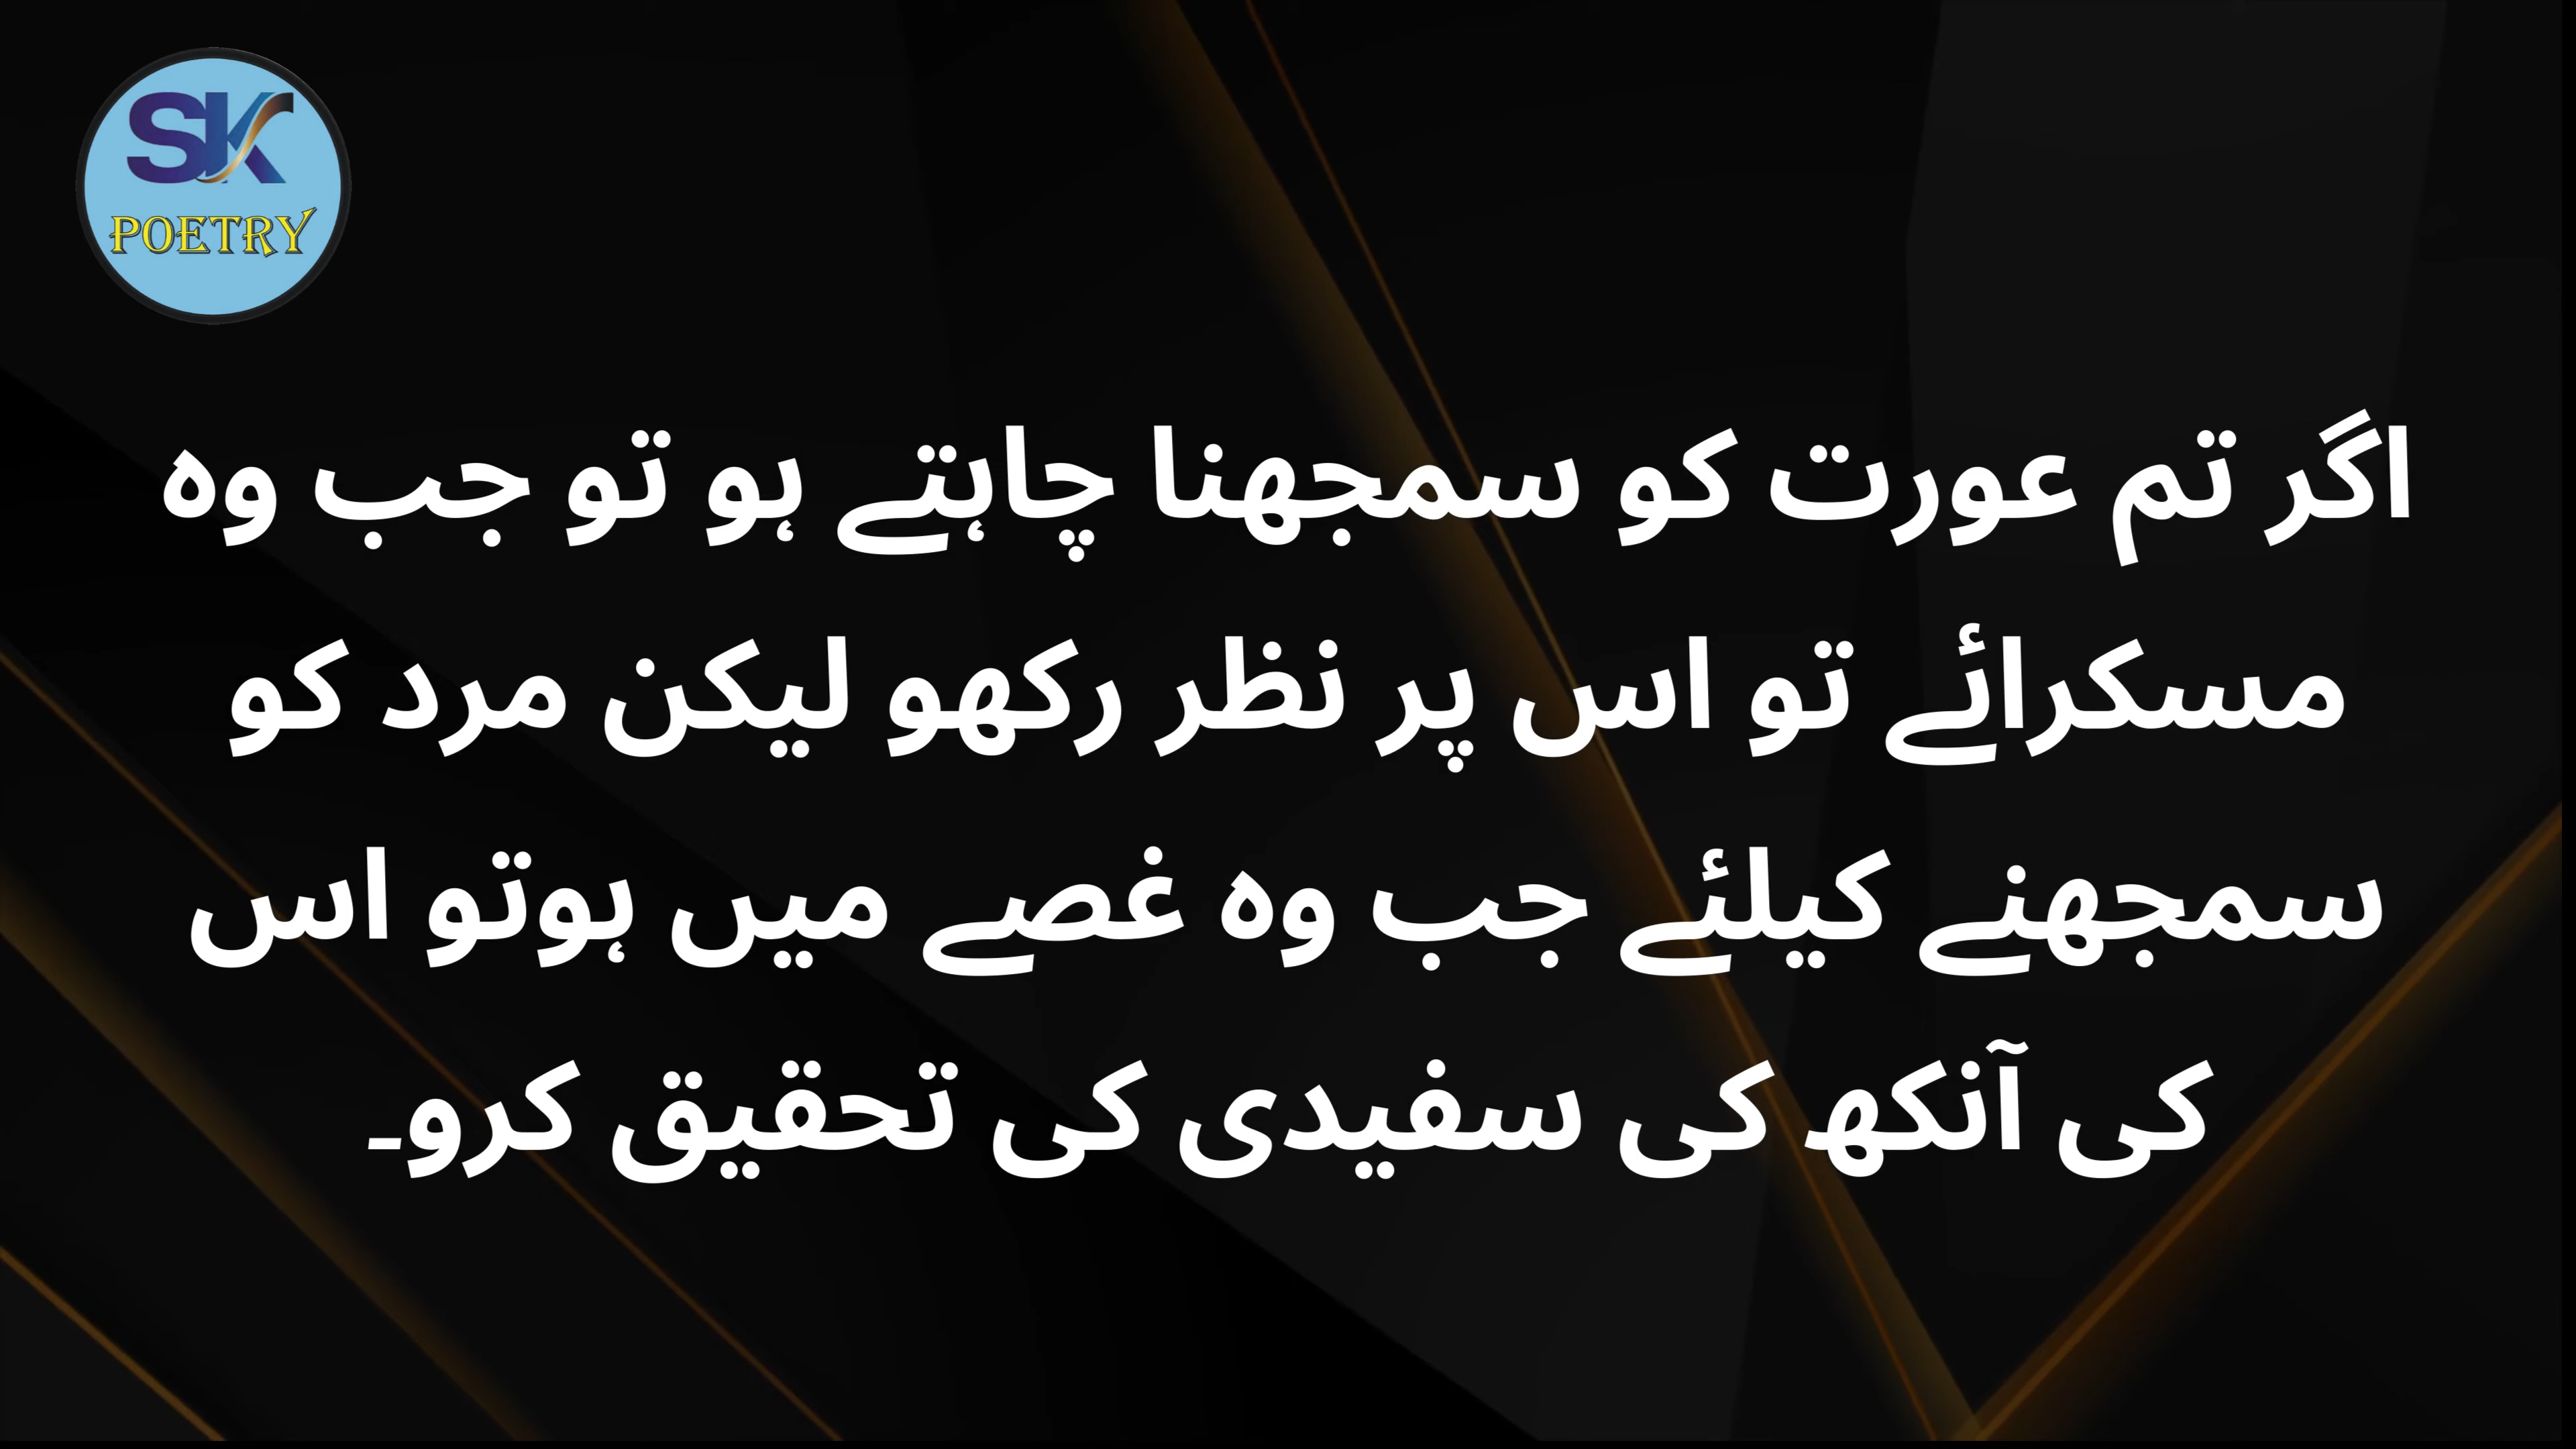 SK
POETRY
اگر تم عورت کو سمجھنا چاہتے ہو تو جب وہ
مسکرائے تو اس پر نظر رکھو لیکن مرد کو
سمجھنے کیلئے جب وہ غصے میں ہوتو اس
کی آنکھ کی سفیدی کی تحقیق کرو۔